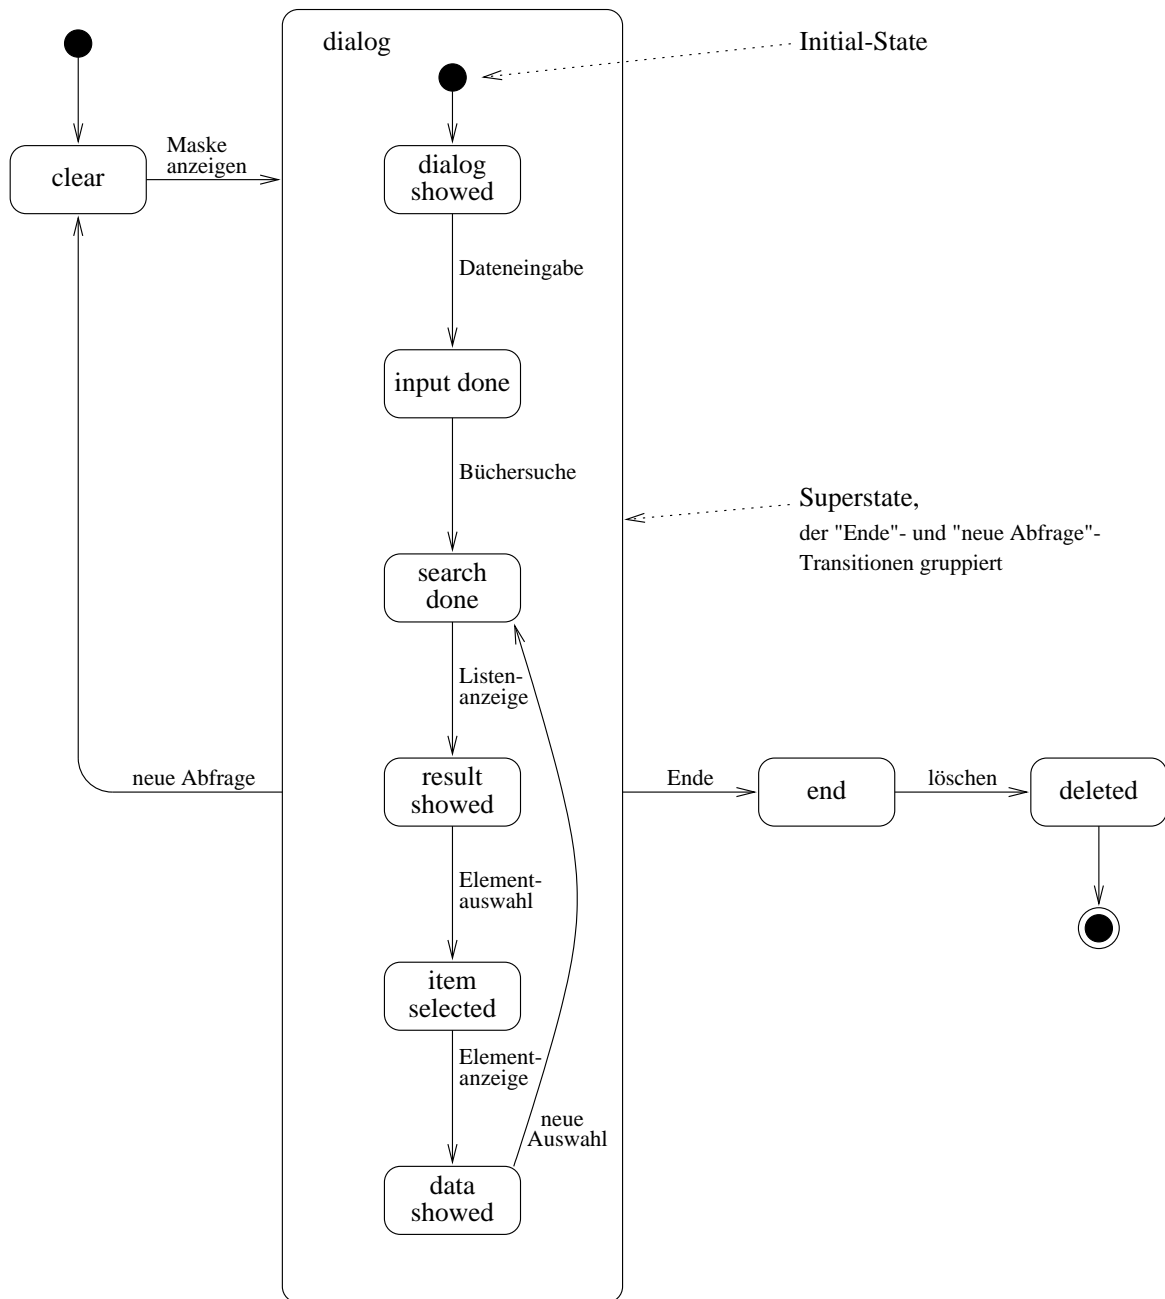 dialog
Initial-State
Maske
anzeigen
clear
dialog
showed
Dateneingabe
input done
Büchersuche
Superstate,
der "Ende"- und "neue Abfrage"-
Transitionen gruppiert
search
done
Listen-
anzeige
neue Abfrage
result
showed
Ende
end
löschen
deleted
Element-
auswahl
item
selected
Element-
anzeige
neue
Auswahl
data
showed